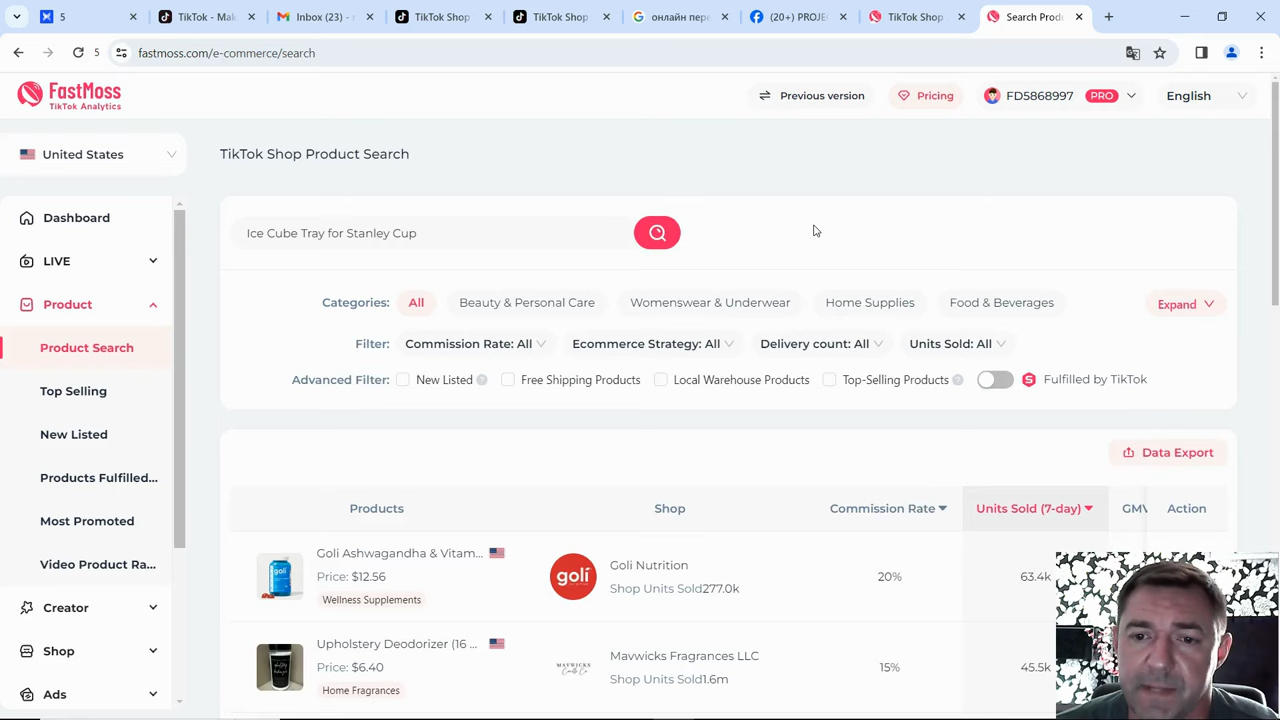 5
TikTok - Mak
Inbox (23) - r
TikTok Shop
TikTok Shop
онлайн пере
(20+) PROJEC
TikTok Shop
Search Produ
5
fastmoss.com/e-commerce/search
FastMoss
TikTok Analytics
Previous version
Pricing
FD5868997
PRO
English
United States
TikTok Shop Product Search
Dashboard
LIVE
Product
Product Search
Top Selling
New Listed
Products Fulfilled...
Most Promoted
Video Product Ra...
Creator
Shop
Ads
Ice Cube Tray for Stanley Cup
Categories: All Beauty & Personal Care Womenswear & Underwear Home Supplies Food & Beverages Expand
Filter: Commission Rate: All Ecommerce Strategy: All Delivery count: All Units Sold: All
Advanced Filter: New Listed Free Shipping Products Local Warehouse Products Top-Selling Products Fulfilled by TikTok
Data Export
Products Shop Commission Rate Units Sold (7-day) GMV Action
Goli Ashwagandha & Vitam...
Price: $12.56
Wellness Supplements
goli
Goli Nutrition
Shop Units Sold277.0k
20%
63.4k
Upholstery Deodorizer (16 ...
Price: $6.40
Home Fragrances
MAVWICKS
Mavwicks Fragrances LLC
Shop Units Sold1.6m
15%
45.5k